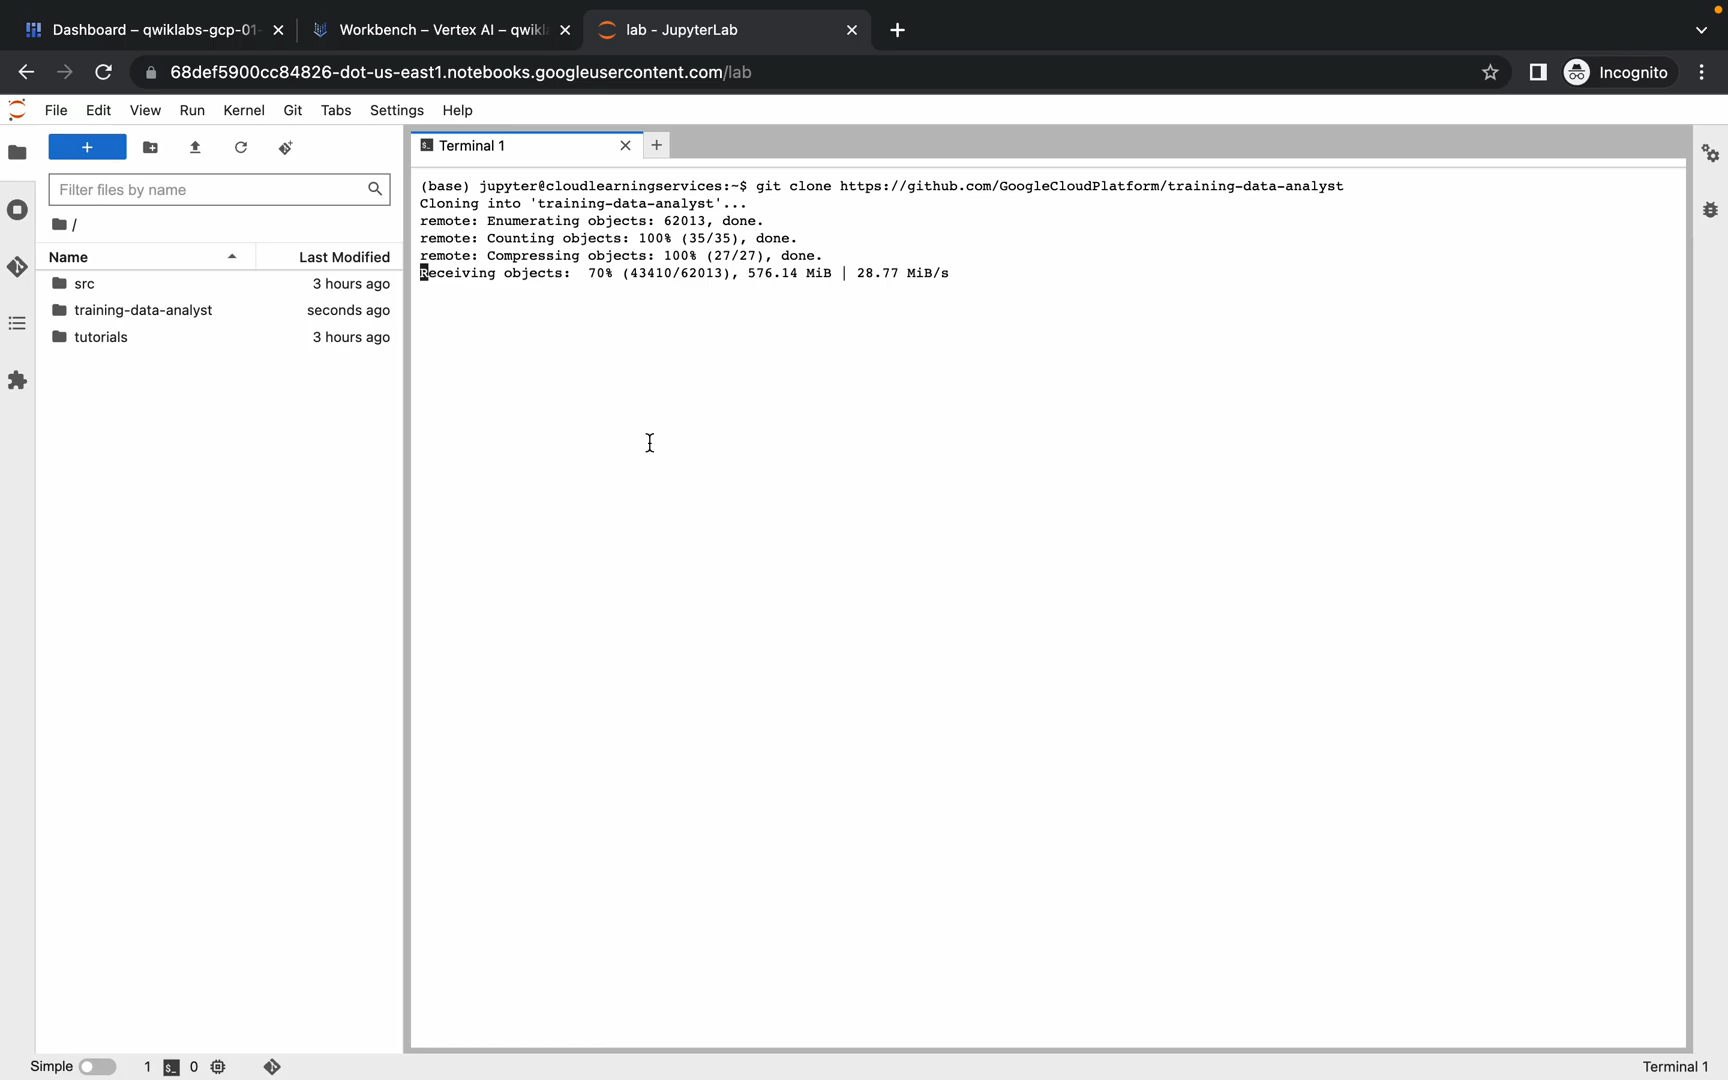 Dashboard – qwiklabs-gcp-01-
Workbench – Vertex AI – qwikl
lab - JupyterLab
68def5900cc84826-dot-us-east1.notebooks.googleusercontent.com/lab
Incognito
File Edit View Run Kernel Git Tabs Settings Help
+
Filter files by name
/
Name Last Modified
src 3 hours ago
training-data-analyst seconds ago
tutorials 3 hours ago
Terminal 1
(base) jupyter@cloudlearningservices:~$ git clone https://github.com/GoogleCloudPlatform/training-data-analyst
Cloning into 'training-data-analyst'...
remote: Enumerating objects: 62013, done.
remote: Counting objects: 100% (35/35), done.
remote: Compressing objects: 100% (27/27), done.
Receiving objects:  70% (43410/62013), 576.14 MiB | 28.77 MiB/s
Simple 1 $_ 0 Terminal 1